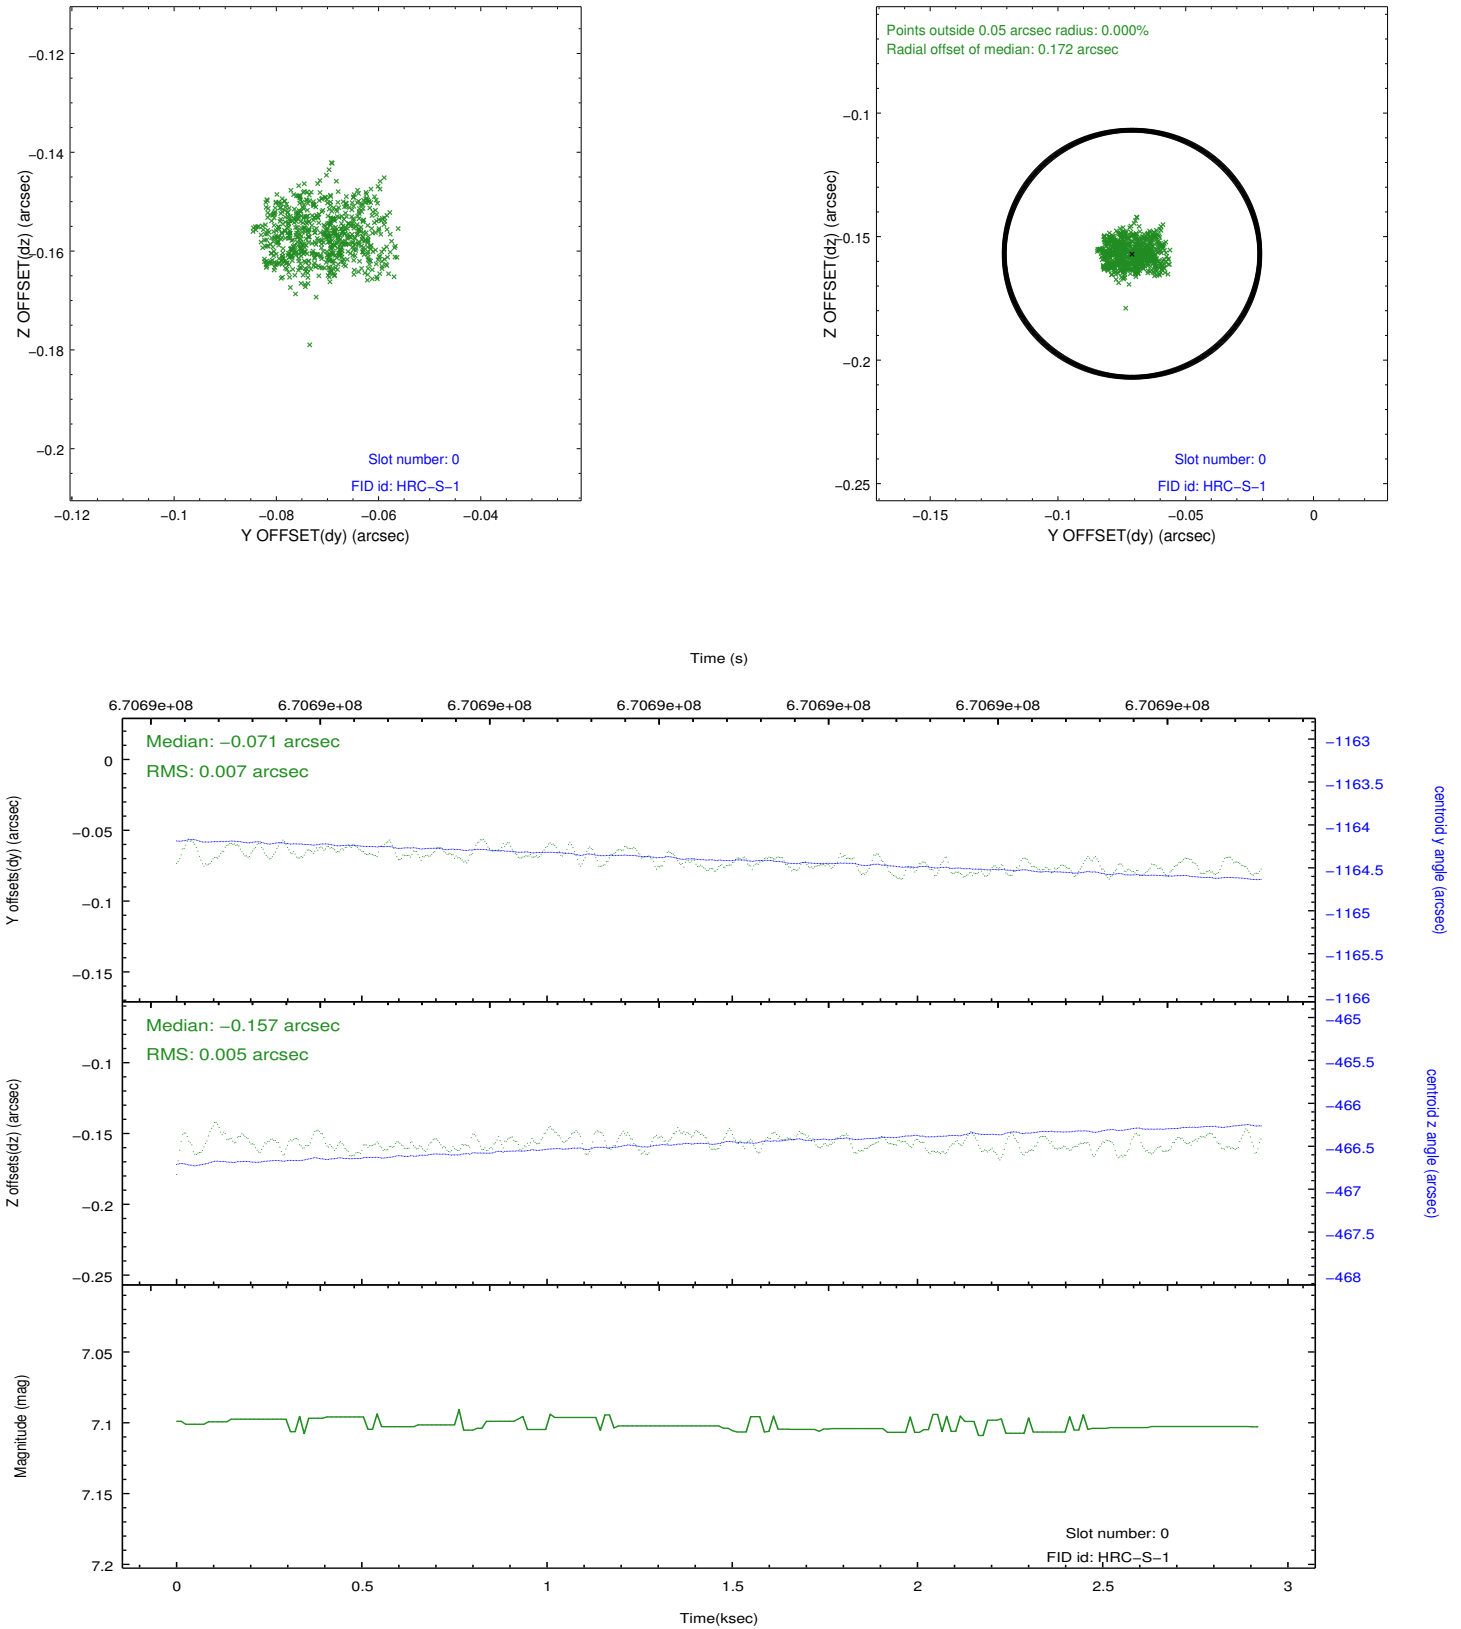 −0.12
−0.14
−0.16
−0.18
−0.2
Z OFFSET(dz) (arcsec)
Slot number: 0
FID id: HRC−S−1
−0.12 −0.1 −0.08 −0.06 −0.04
Y OFFSET(dy) (arcsec)
Points outside 0.05 arcsec radius: 0.000%
Radial offset of median: 0.172 arcsec
−0.1
−0.15
−0.2
−0.25
Z OFFSET(dz) (arcsec)
Slot number: 0
FID id: HRC−S−1
−0.15 −0.1 −0.05 0
Y OFFSET(dy) (arcsec)
Time (s)
6.7069e+08 6.7069e+08 6.7069e+08 6.7069e+08 6.7069e+08 6.7069e+08 6.7069e+08
Median: −0.071 arcsec
RMS: 0.007 arcsec
0
−0.05
−0.1
−0.15
Y offsets(dy) (arcsec)
−1163
−1163.5
−1164
−1164.5
−1165
−1165.5
−1166
centroid y angle (arcsec)
Median: −0.157 arcsec
RMS: 0.005 arcsec
−0.1
−0.15
−0.2
−0.25
Z offsets(dz) (arcsec)
−465
−465.5
−466
−466.5
−467
−467.5
−468
centroid z angle (arcsec)
7.05
7.1
7.15
7.2
Magnitude (mag)
Slot number: 0
FID id: HRC−S−1
0 0.5 1 1.5 2 2.5 3
Time(ksec)